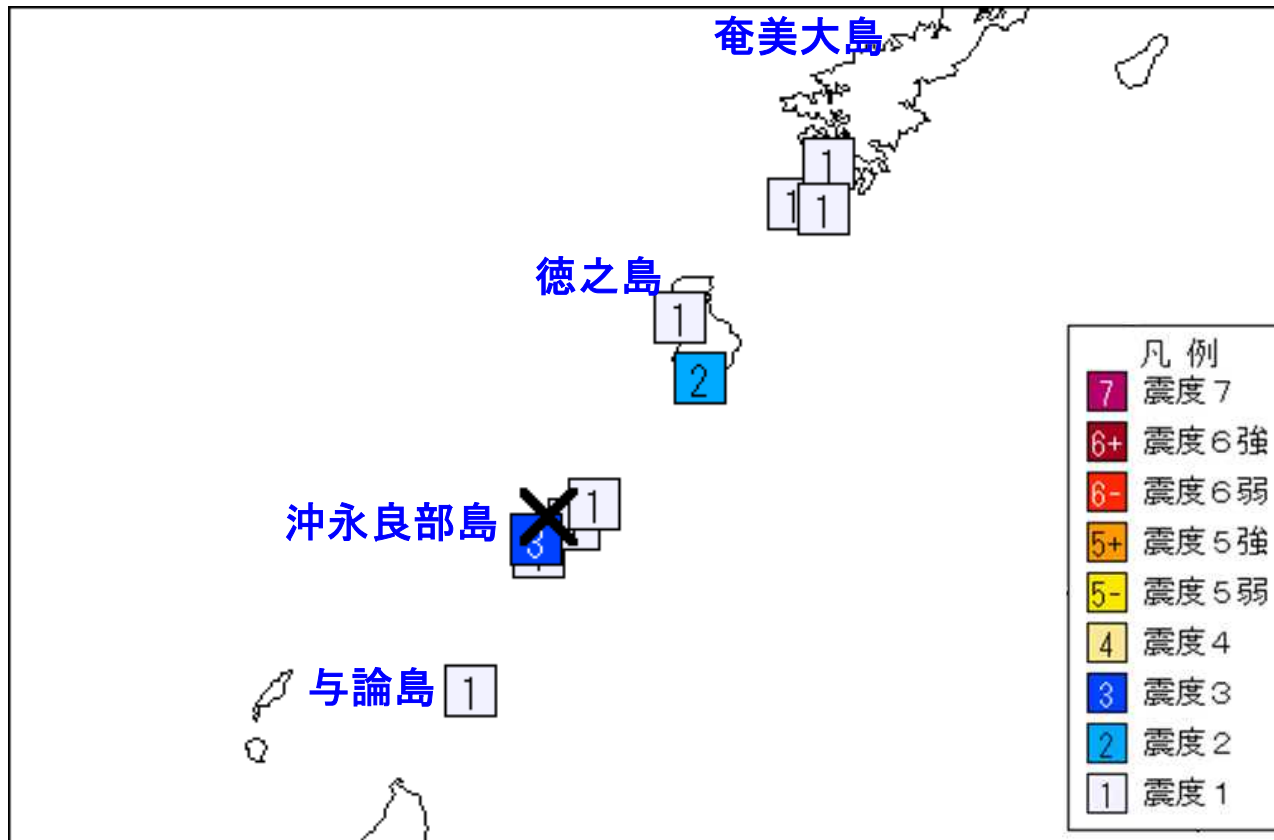 奄美大島
1
1
1
徳之島
1
2
沖永良部島
1
3
与論島
1
凡例
7 震度7
6+ 震度6強
6- 震度6弱
5+ 震度5強
5- 震度5弱
4 震度4
3 震度3
2 震度2
1 震度1